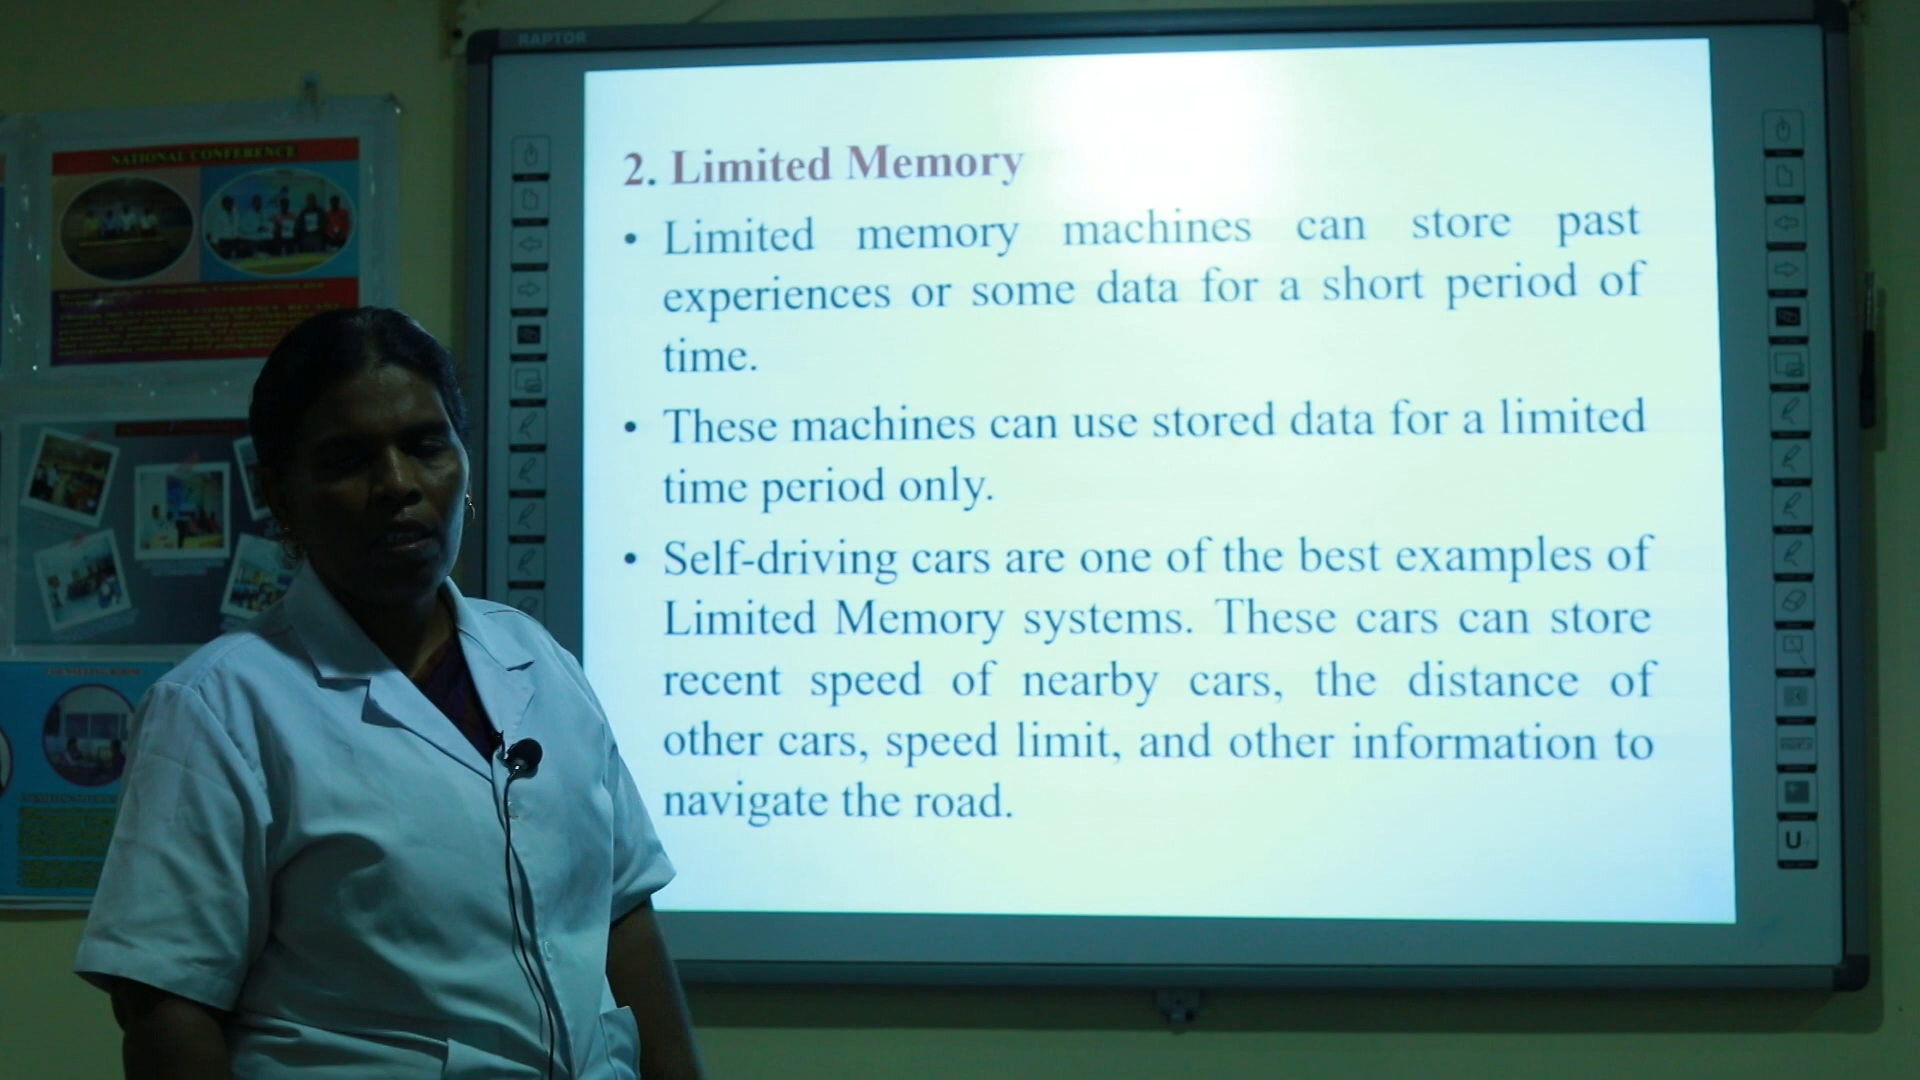 RAPTOR
NATIONAL CONFERENCE
2. Limited Memory
• Limited memory machines can store past
experiences or some data for a short period of
time.
• These machines can use stored data for a limited
time period only.
• Self-driving cars are one of the best examples of
Limited Memory systems. These cars can store
recent speed of nearby cars, the distance of
other cars, speed limit, and other information to
navigate the road.
U